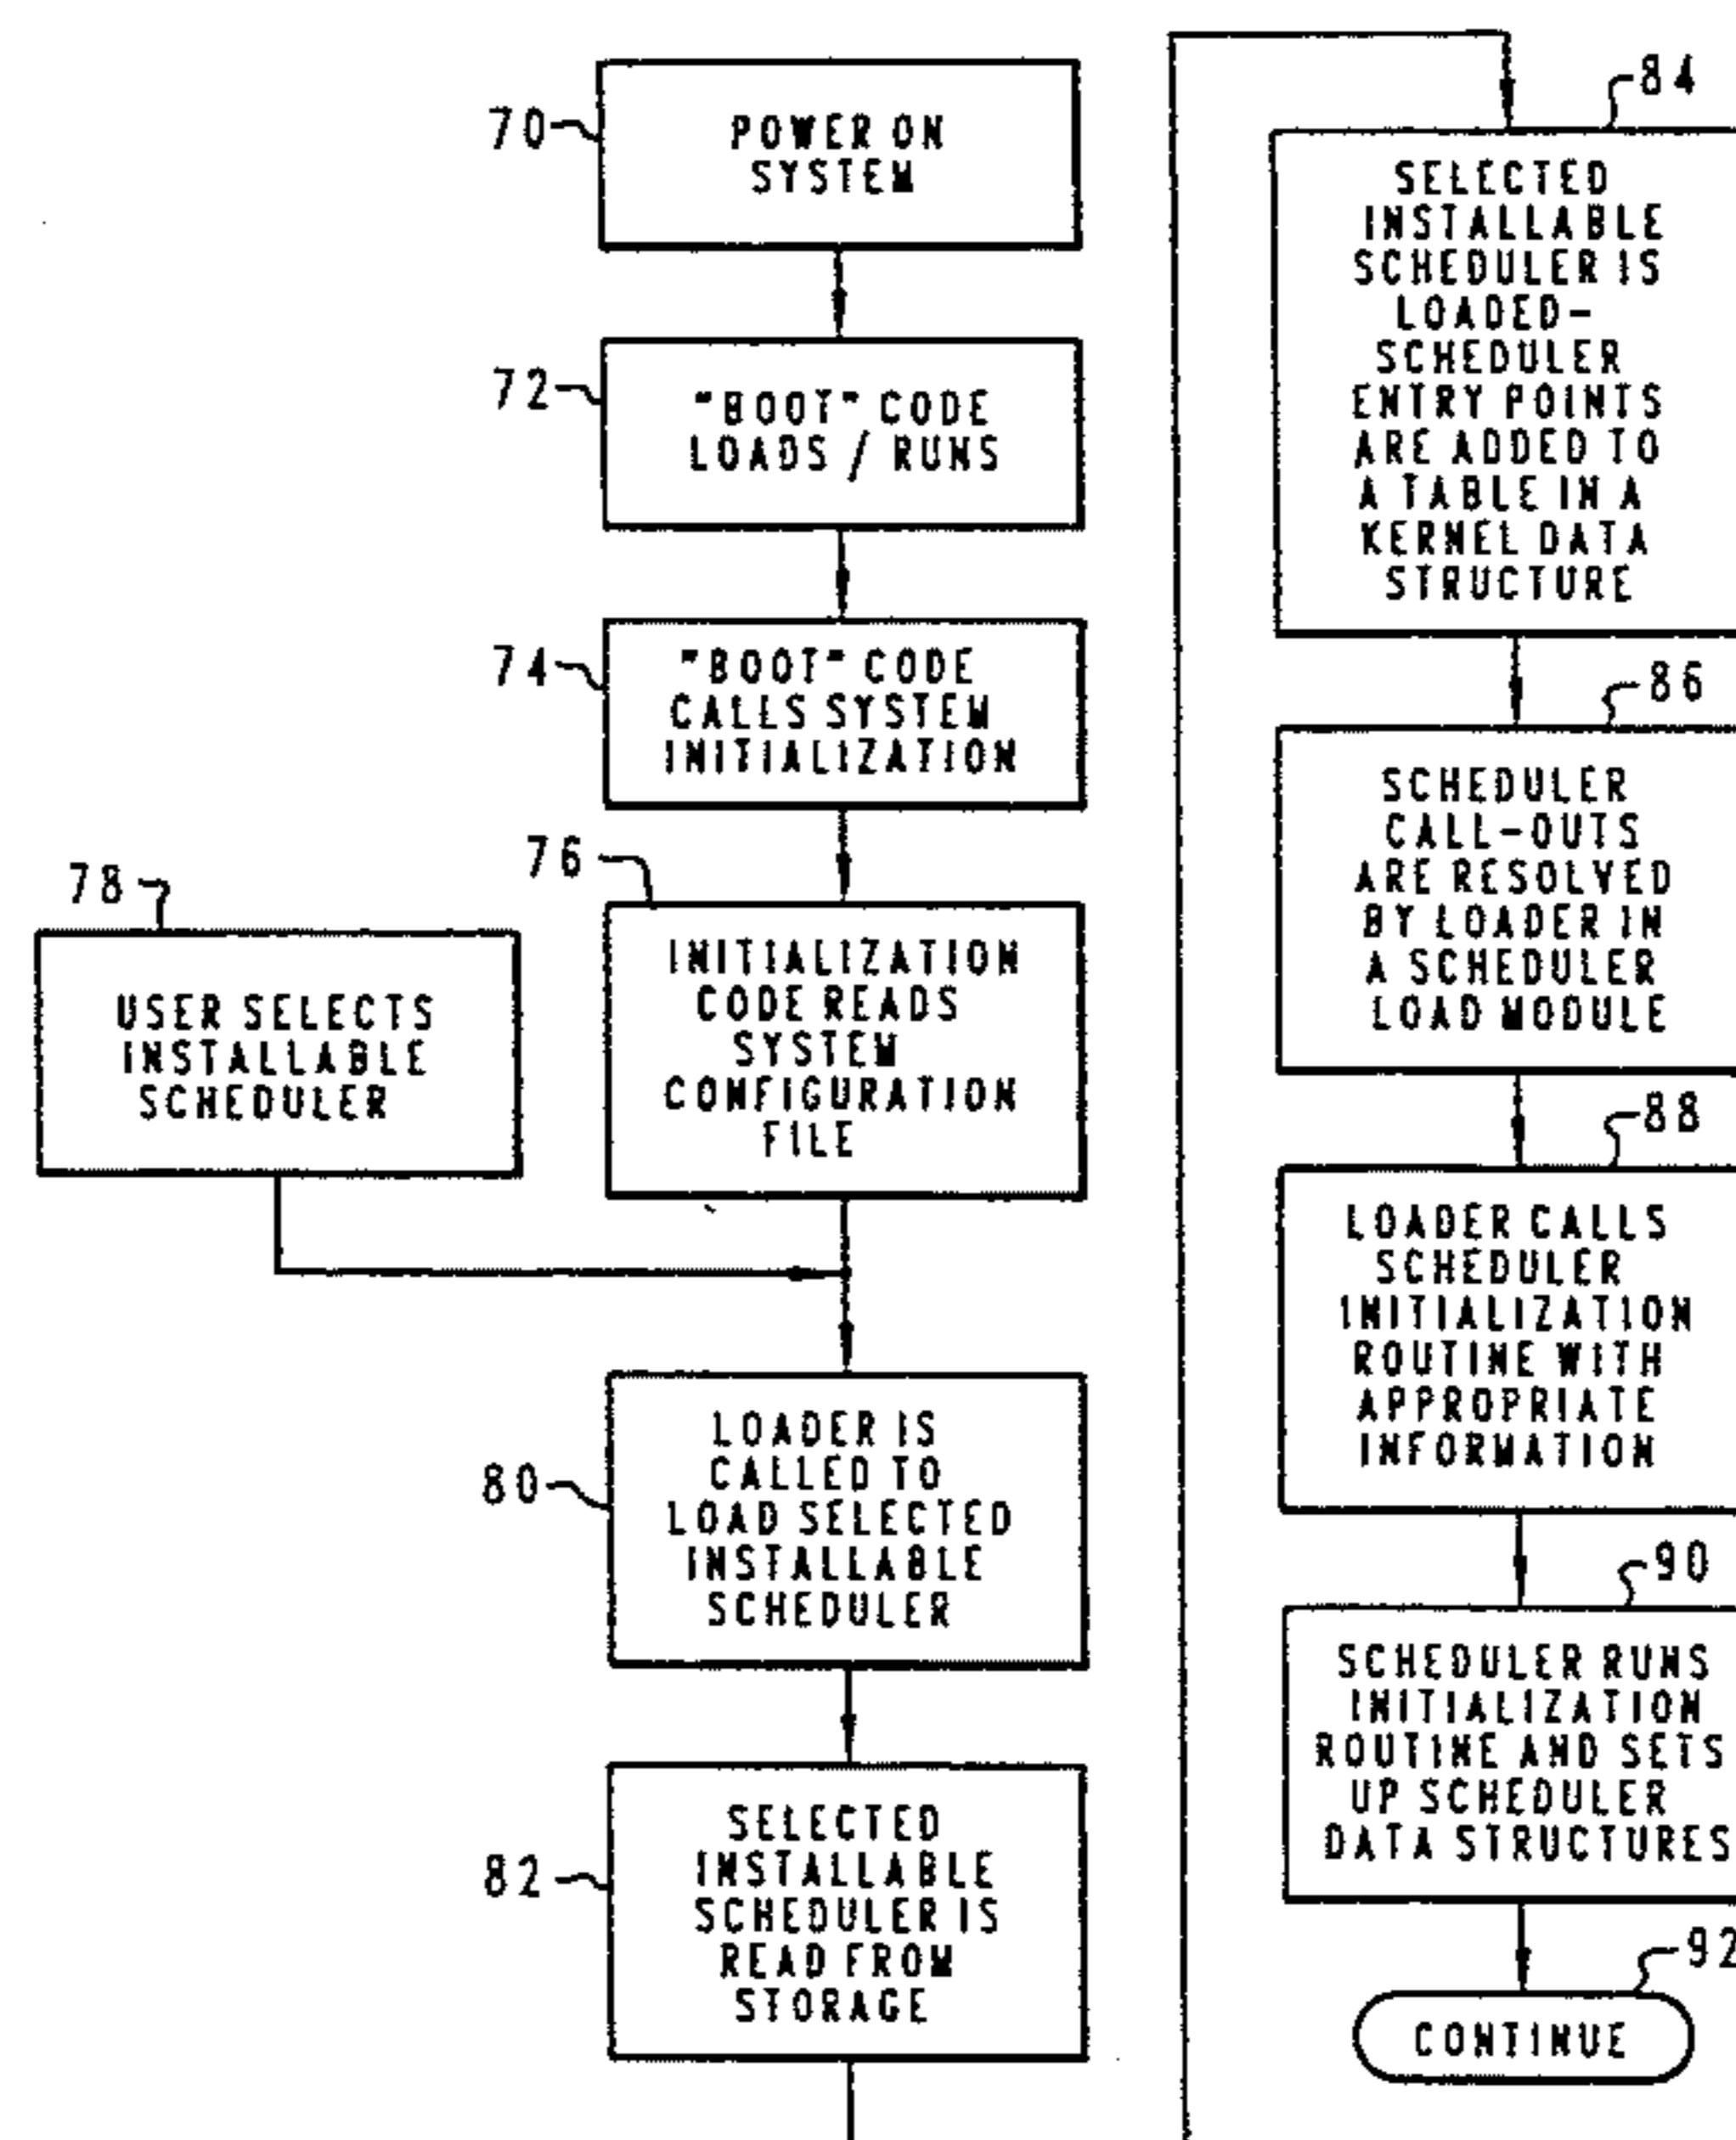 70
POWER ON
SYSTEM
72
"BOOT" CODE
LOADS / RUNS
74
"BOOT" CODE
CALLS SYSTEM
INITIALIZATION
76
INITIALIZATION
CODE READS
SYSTEM
CONFIGURATION
FILE
78
USER SELECTS
INSTALLABLE
SCHEDULER
80
LOADER IS
CALLED TO
LOAD SELECTED
INSTALLABLE
SCHEDULER
82
SELECTED
INSTALLABLE
SCHEDULER IS
READ FROM
STORAGE
84
SELECTED
INSTALLABLE
SCHEDULER IS
LOADED-
SCHEDULER
ENTRY POINTS
ARE ADDED TO
A TABLE IN A
KERNEL DATA
STRUCTURE
86
SCHEDULER
CALL-OUTS
ARE RESOLVED
BY LOADER IN
A SCHEDULER
LOAD MODULE
88
LOADER CALLS
SCHEDULER
INITIALIZATION
ROUTINE WITH
APPROPRIATE
INFORMATION
90
SCHEDULER RUNS
INITIALIZATION
ROUTINE AND SETS
UP SCHEDULER
DATA STRUCTURES
92
CONTINUE